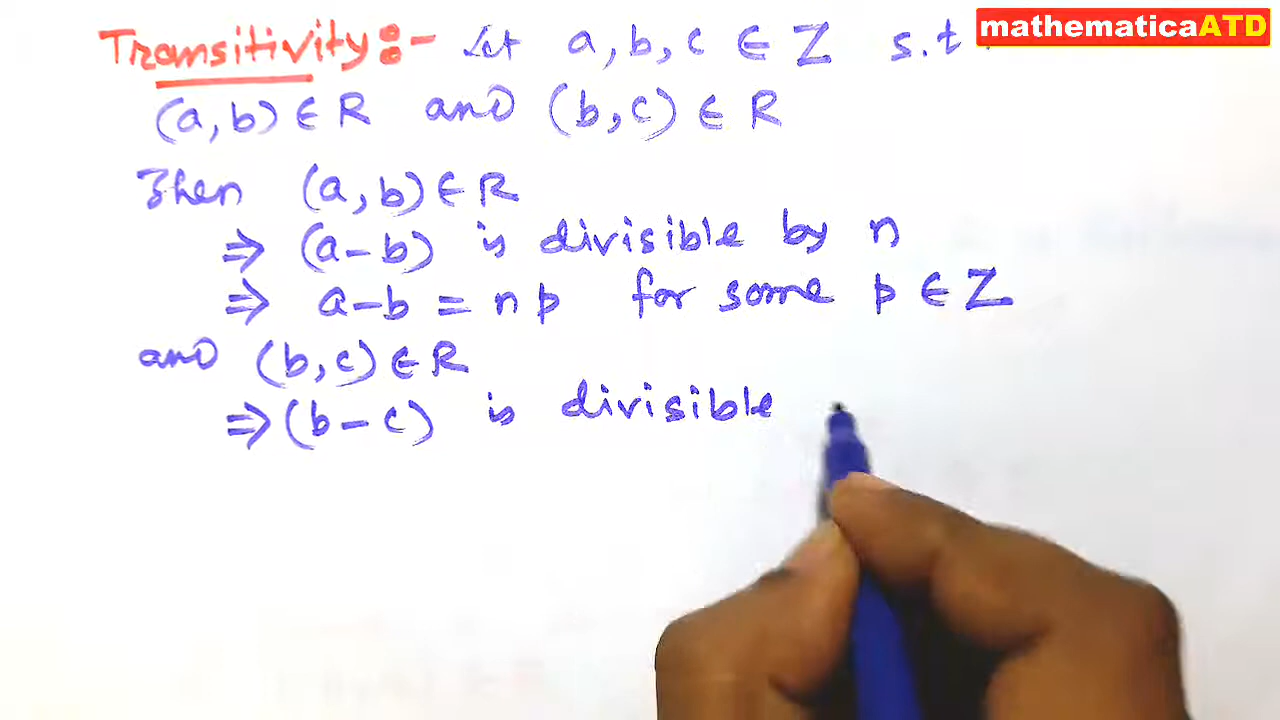 mathematicaATD
Transitivity:- Let a, b, c ∈ Z s.t.
(a, b) ∈ R and (b, c) ∈ R
Then (a, b) ∈ R
⇒ (a-b) is divisible by n
⇒ a-b = np for some p ∈ Z
and (b, c) ∈ R
⇒ (b-c) is divisible